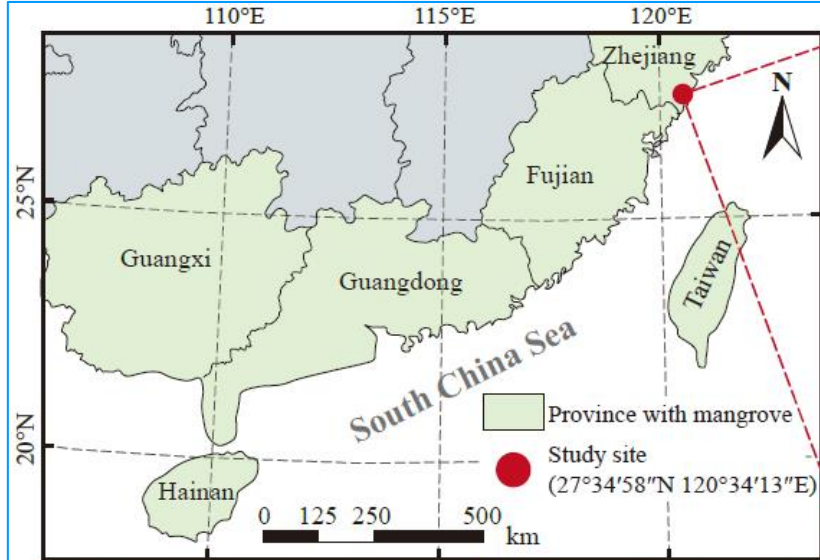 110°E 115°E 120°E
Zhejiang
N
Fujian
25°N
Guangxi
Guangdong
Taiwan
South China Sea
Province with mangrove
20°N
Study site
(27°34′58″N 120°34′13″E)
Hainan
0 125 250 500
km